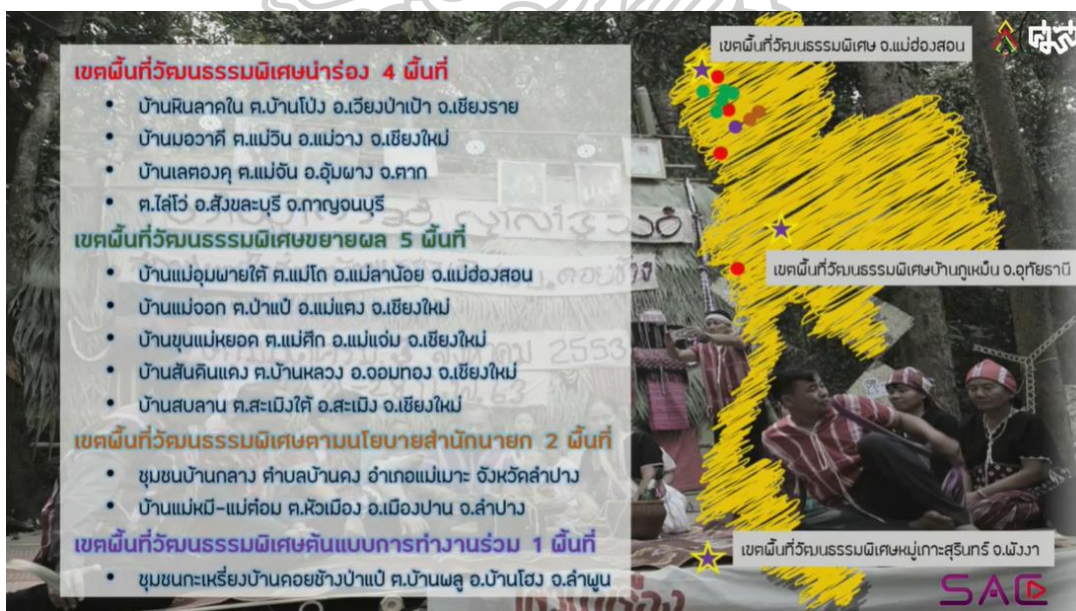 เขตพื้นที่วัฒนธรรมพิเศษนำร่อง 4 พื้นที่
• บ้านหินลาดใน ต.บ้านโป่ง อ.เวียงป่าเป้า จ.เชียงราย
• บ้านมอวาคี ต.แม่วิน อ.แม่วาง จ.เชียงใหม่
• บ้านเลตองคุ ต.แม่จัน อ.อุ้มผาง จ.ตาก
• ต.ไล่โว่ อ.สังขละบุรี จ.กาญจนบุรี
เขตพื้นที่วัฒนธรรมพิเศษขยายผล 5 พื้นที่
• บ้านแม่อุมพายใต้ ต.แม่โถ อ.แม่ลาน้อย จ.แม่ฮ่องสอน
• บ้านแม่จอก ต.ป่าแป๋ อ.แม่แตง จ.เชียงใหม่
• บ้านขุนแม่หยอด ต.แม่ศึก อ.แม่แจ่ม จ.เชียงใหม่
• บ้านสันดินแดง ต.บ้านหลวง อ.จอมทอง จ.เชียงใหม่
• บ้านสบลาน ต.สะเมิงใต้ อ.สะเมิง จ.เชียงใหม่
เขตพื้นที่วัฒนธรรมพิเศษตามนโยบายสำนักนายก 2 พื้นที่
• ชุมชนบ้านกลาง ตำบลบ้านดง อำเภอแม่เมาะ จังหวัดลำปาง
• บ้านแม่หมี-แม่ต๋อม ต.หัวเมือง อ.เมืองปาน จ.ลำปาง
เขตพื้นที่วัฒนธรรมพิเศษต้นแบบการทำงานร่วม 1 พื้นที่
• ชุมชนกะเหรี่ยงบ้านดอยช้างป่าแป๋ ต.บ้านพลู อ.บ้านโฮ่ง จ.ลำพูน
เขตพื้นที่วัฒนธรรมพิเศษ จ.แม่ฮ่องสอน
ศมส
เขตพื้นที่วัฒนธรรมพิเศษบ้านภูเหม็น จ.อุทัยธานี
2553
เขตพื้นที่วัฒนธรรมพิเศษหมู่เกาะสุรินทร์ จ.พังงา
SAC